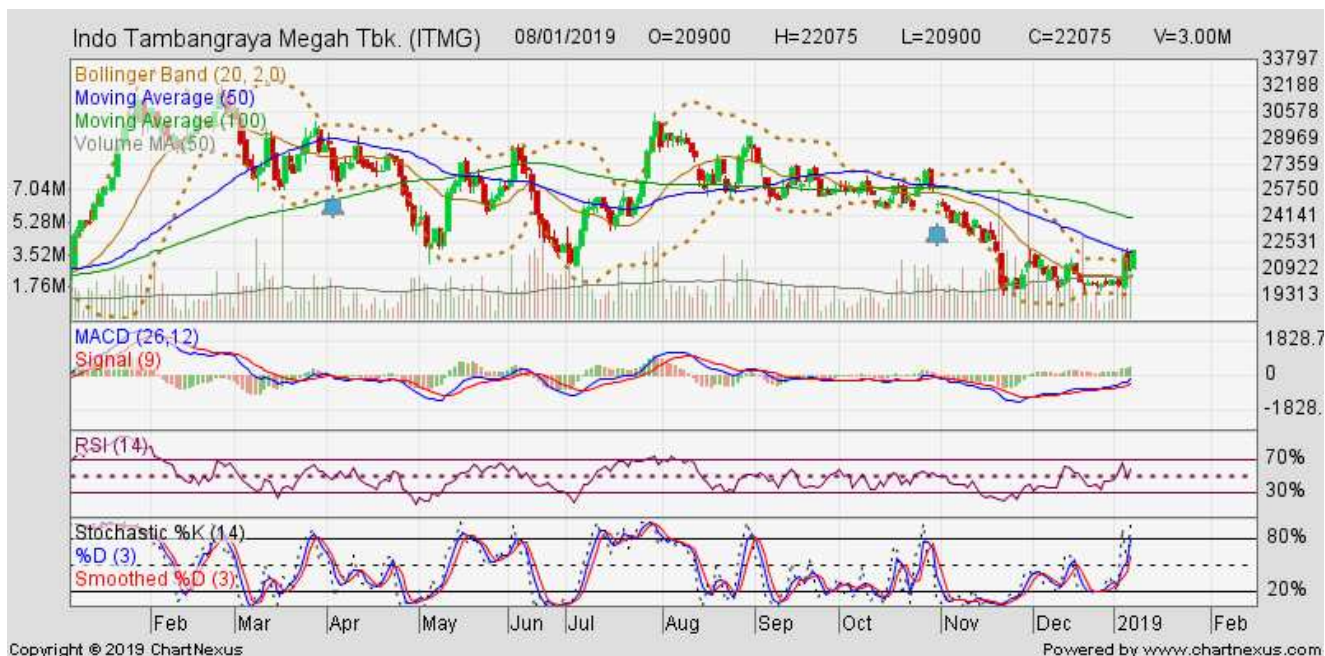 Indo Tambangraya Megah Tbk. (ITMG) 08/01/2019 O=20900 H=22075 L=20900 C=22075 V=3.00M
Bollinger Band (20, 2,0)
Moving Average (50)
Moving Average (100)
Volume MA (50)
7.04M
5.28M
3.52M
1.76M
33797
32188
30578
28969
27359
25750
24141
22531
20922
19313
MACD (26,12)
Signal (9)
1828.7
0
-1828.
RSI (14)
70%
30%
Stochastic %K (14)
%D (3)
Smoothed %D (3)
80%
20%
Feb Mar Apr May Jun Jul Aug Sep Oct Nov Dec 2019 Feb
Copyright © 2019 ChartNexus Powered by www.chartnexus.com